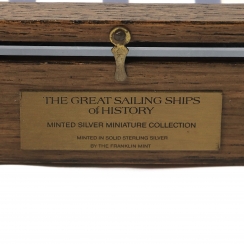 THE GREAT SAILING SHIPS
of HISTORY
MINTED SILVER MINIATURE COLLECTION
MINTED IN SOLID STERLING SILVER
BY THE FRANKLIN MINT